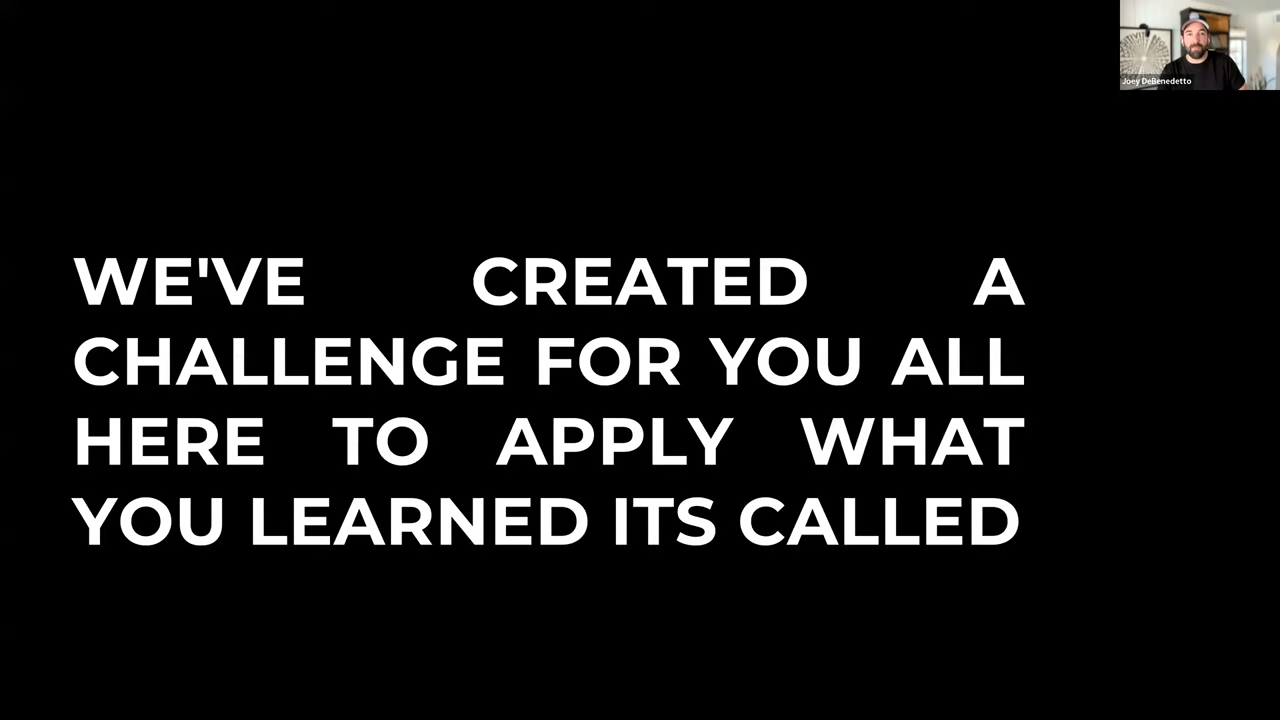 Joey DeBenedetto
WE'VE CREATED A
CHALLENGE FOR YOU ALL
HERE TO APPLY WHAT
YOU LEARNED ITS CALLED